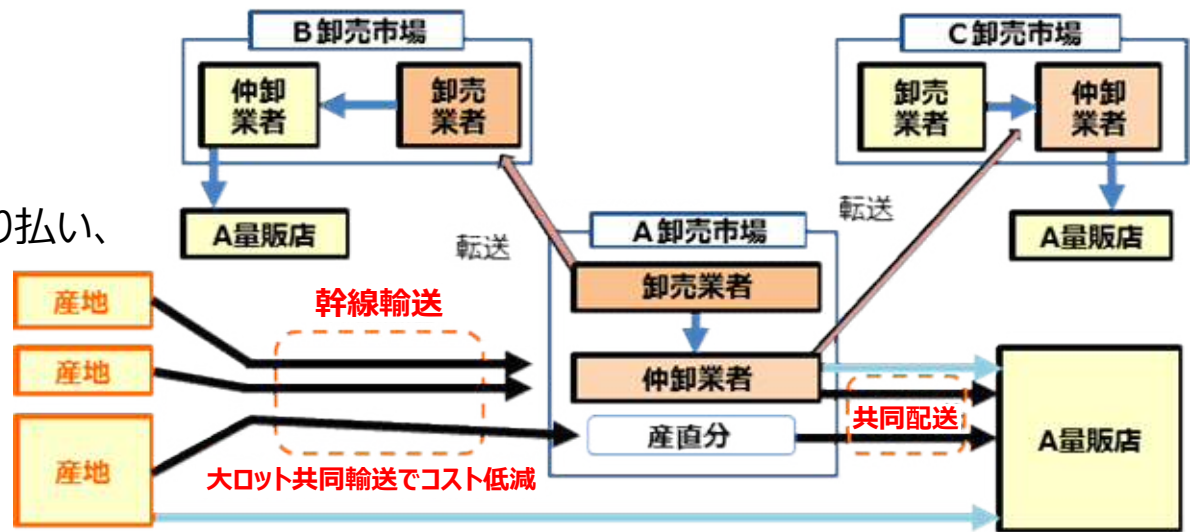 B卸売市場
仲卸
業者
卸売
業者
A量販店
C卸売市場
卸売
業者
仲卸
業者
A量販店
り払い、
転送
転送
A卸売市場
卸売業者
仲卸業者
産直分
産地
産地
産地
幹線輸送
大ロット共同輸送でコスト低減
共同配送
A量販店